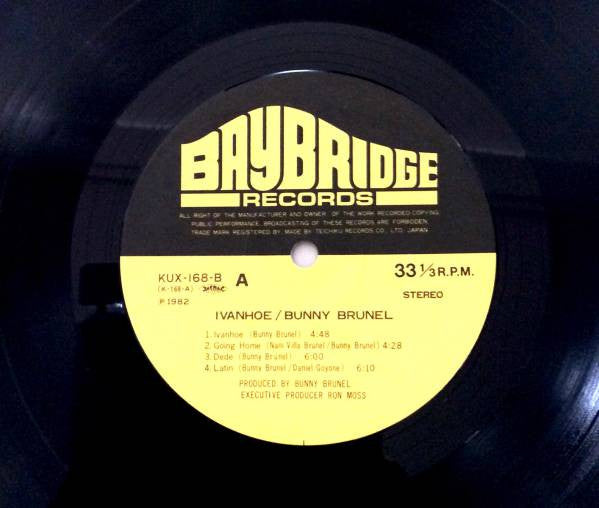 BAYBRIDGE
RECORDS
ALL RIGHT OF THE MANUFACTURER AND OWNER OF THE WORK RECORDED COPYING
PUBLIC PERFORMANCE, BROADCASTING OF THESE RECORDS ARE FORBIDDEN.
TRADE MARK REGISTERED BY, MADE BY TEICHIKU RECORDS CO., LTD. JAPAN
KUX-168-B A 33 1/3 R.P.M.
(K-168-A)
℗ 1982 STEREO
IVANHOE / BUNNY BRUNEL
1. Ivanhoe (Bunny Brunel) 4:48
2. Going Home (Nani Villa Brunel/Bunny Brunel) 4:28
3. Dede (Bunny Brunel) 6:00
4. Latin (Bunny Brunel/Daniel Goyone) 6:10
PRODUCED BY BUNNY BRUNEL
EXECUTIVE PRODUCER RON MOSS